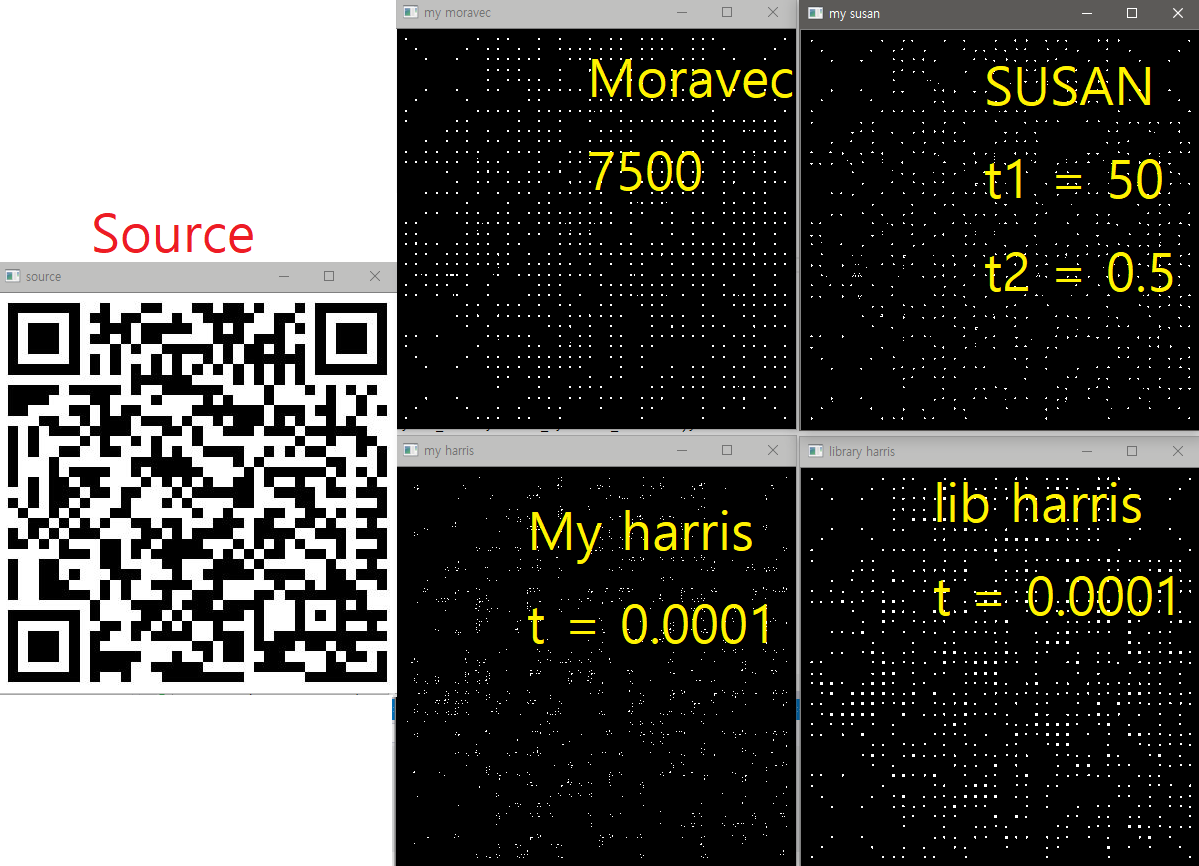 Source
source
my moravec
Moravec
7500
my susan
SUSAN
t1 = 50
t2 = 0.5
my harris
My harris
t = 0.0001
library harris
lib harris
t = 0.0001